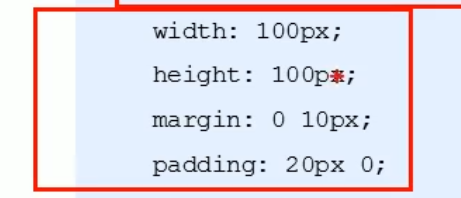 width: 100px;
height: 100px;
margin: 0 10px;
padding: 20px 0;